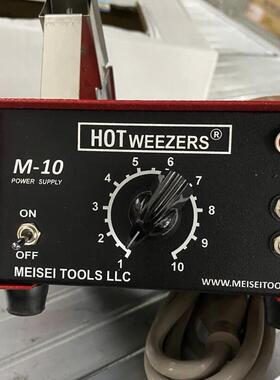 HOTWEEZERS®
M-10
POWER SUPPLY
ON
OFF
1
2
3
4
5
6
7
8
9
10
MEISEI TOOLS LLC
WWW.MEISEITOO